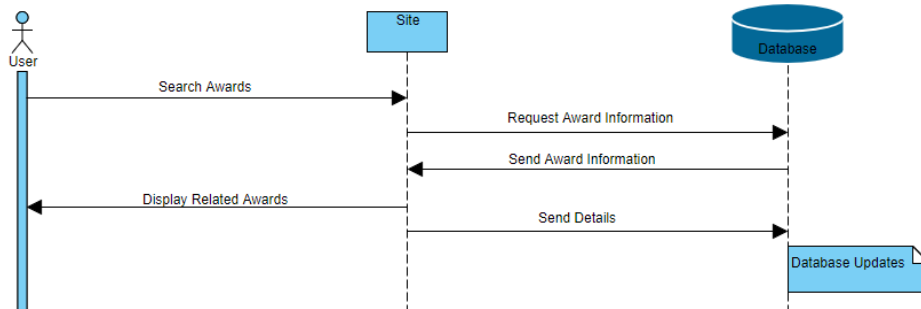 Site
Database
User
Search Awards
Request Award Information
Send Award Information
Display Related Awards
Send Details
Database Updates